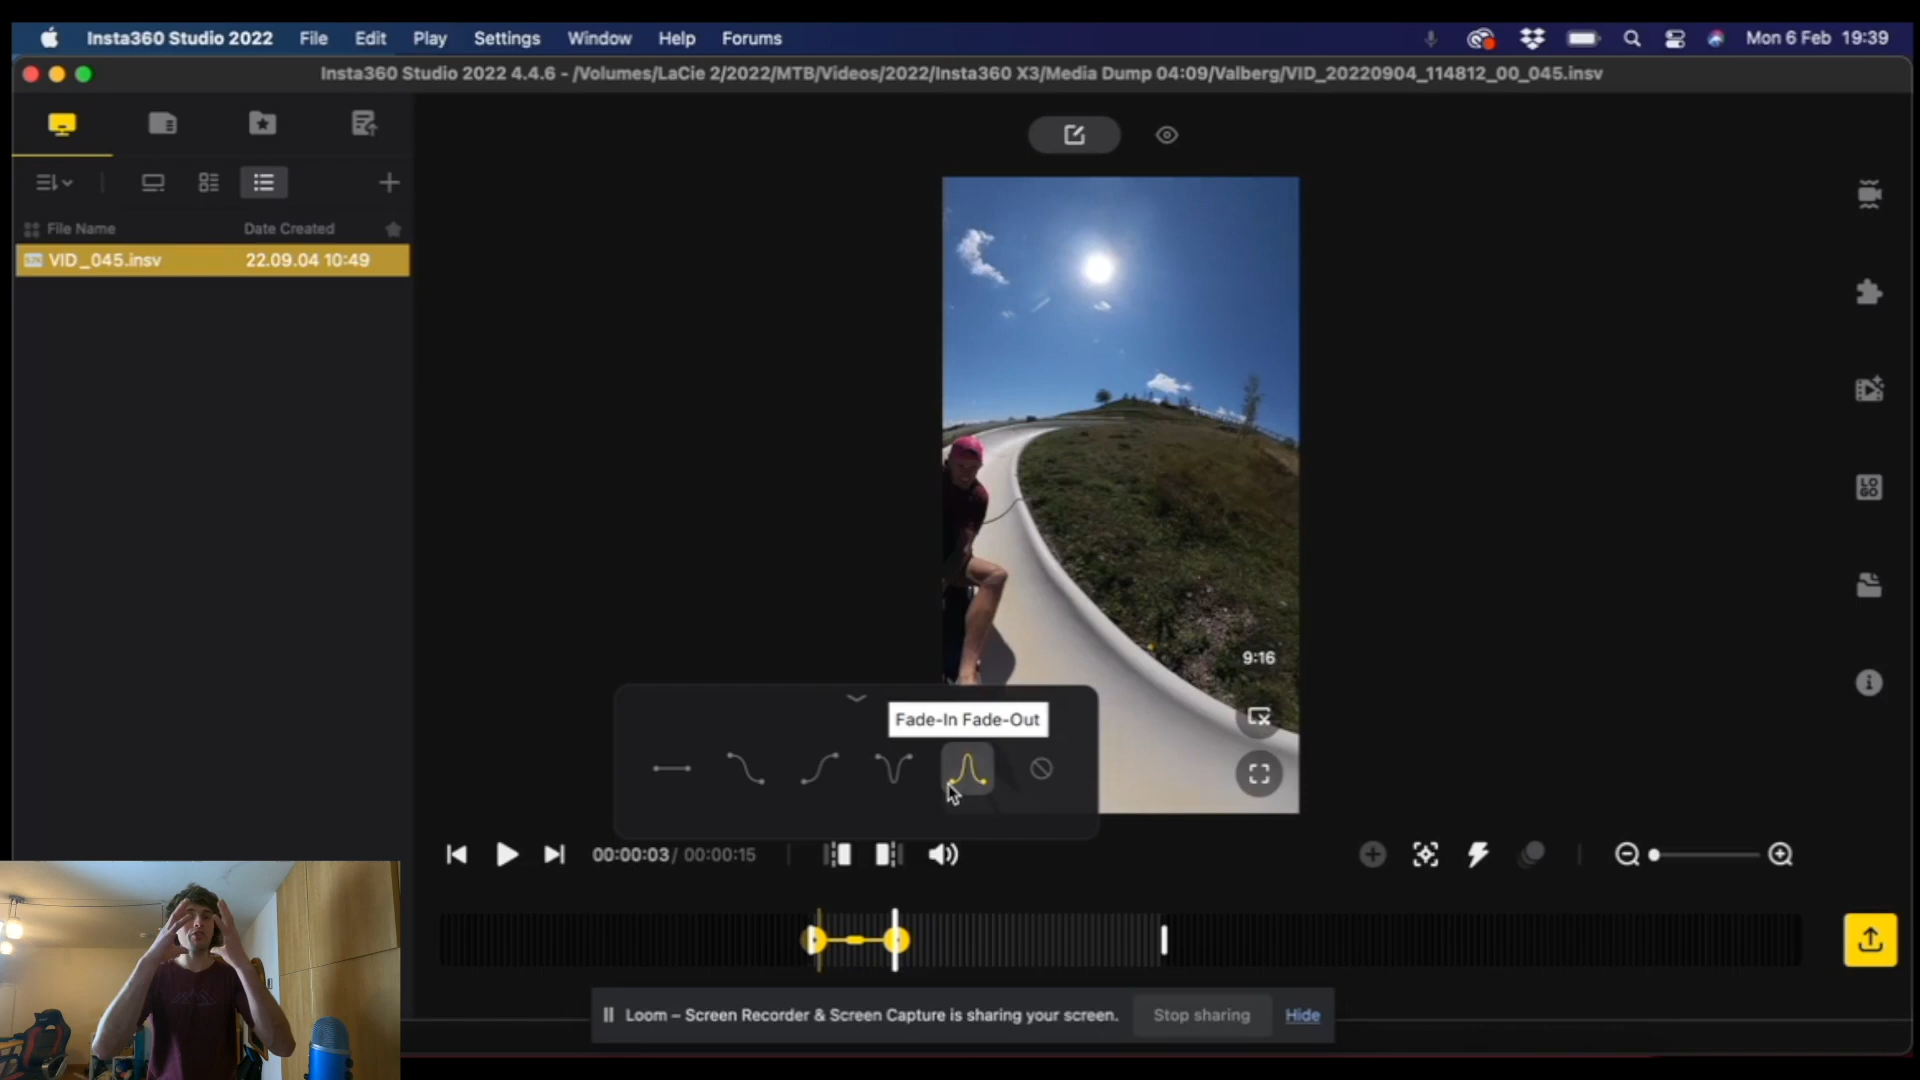 Insta360 Studio 2022 File Edit Play Settings Window Help Forums Mon 6 Feb 19:39
Insta360 Studio 2022 4.4.6 - /Volumes/LaCie 2/2022/MTB/Videos/2022/Insta360 X3/Media Dump 04:09/Valberg/VID_20220904_114812_00_045.insv
File Name Date Created
VID_045.insv 22.09.04 10:49
LOGO
9:16
Fade-In Fade-Out
00:00:03 / 00:00:15
Loom – Screen Recorder & Screen Capture is sharing your screen. Stop sharing Hide